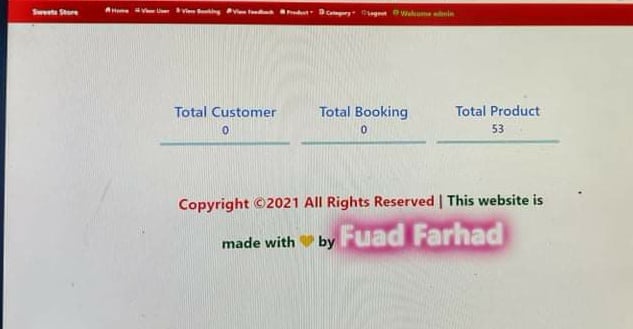 Sweets Store Home View User View Booking View Feedback Product Category Logout Welcome admin
Total Customer Total Booking Total Product
0 0 53
Copyright ©2021 All Rights Reserved | This website is
made with 💛 by Fuad Farhad